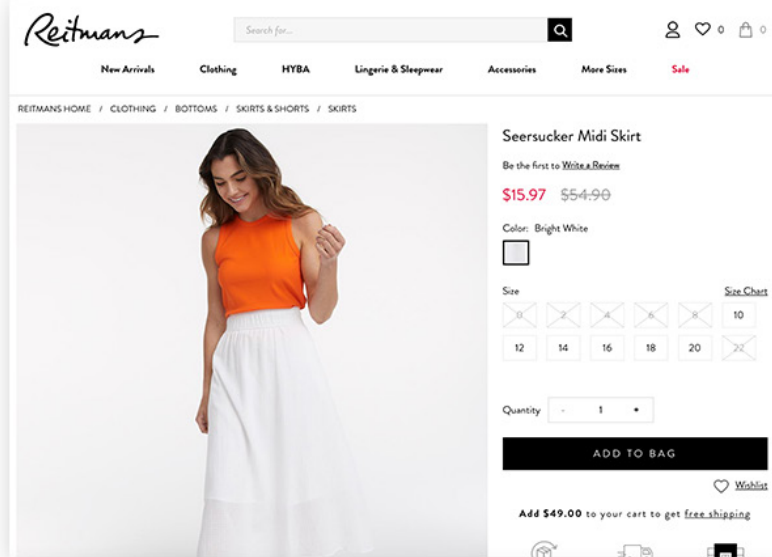 Reitmans
Search for...
0
0
New Arrivals
Clothing
HYBA
Lingerie & Sleepwear
Accessories
More Sizes
Sale
REITMANS HOME / CLOTHING / BOTTOMS / SKIRTS & SHORTS / SKIRTS
Seersucker Midi Skirt
Be the first to Write a Review
$15.97 $54.90
Color: Bright White
Size
Size Chart
0 2 4 6 8 10
12 14 16 18 20 22
Quantity - 1 +
ADD TO BAG
Wishlist
Add $49.00 to your cart to get free shipping